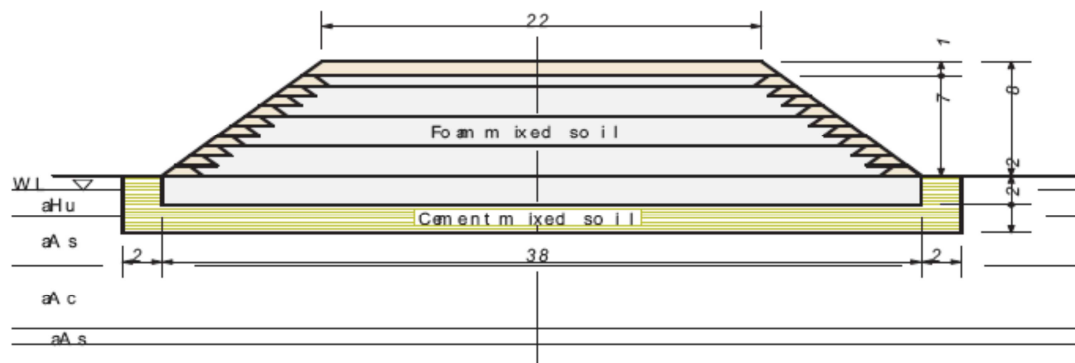 22
1
7
8
Foam mixed soil
2
WL
2
aHu
Cement mixed soil
aAs
2
38
2
aAc
aAs